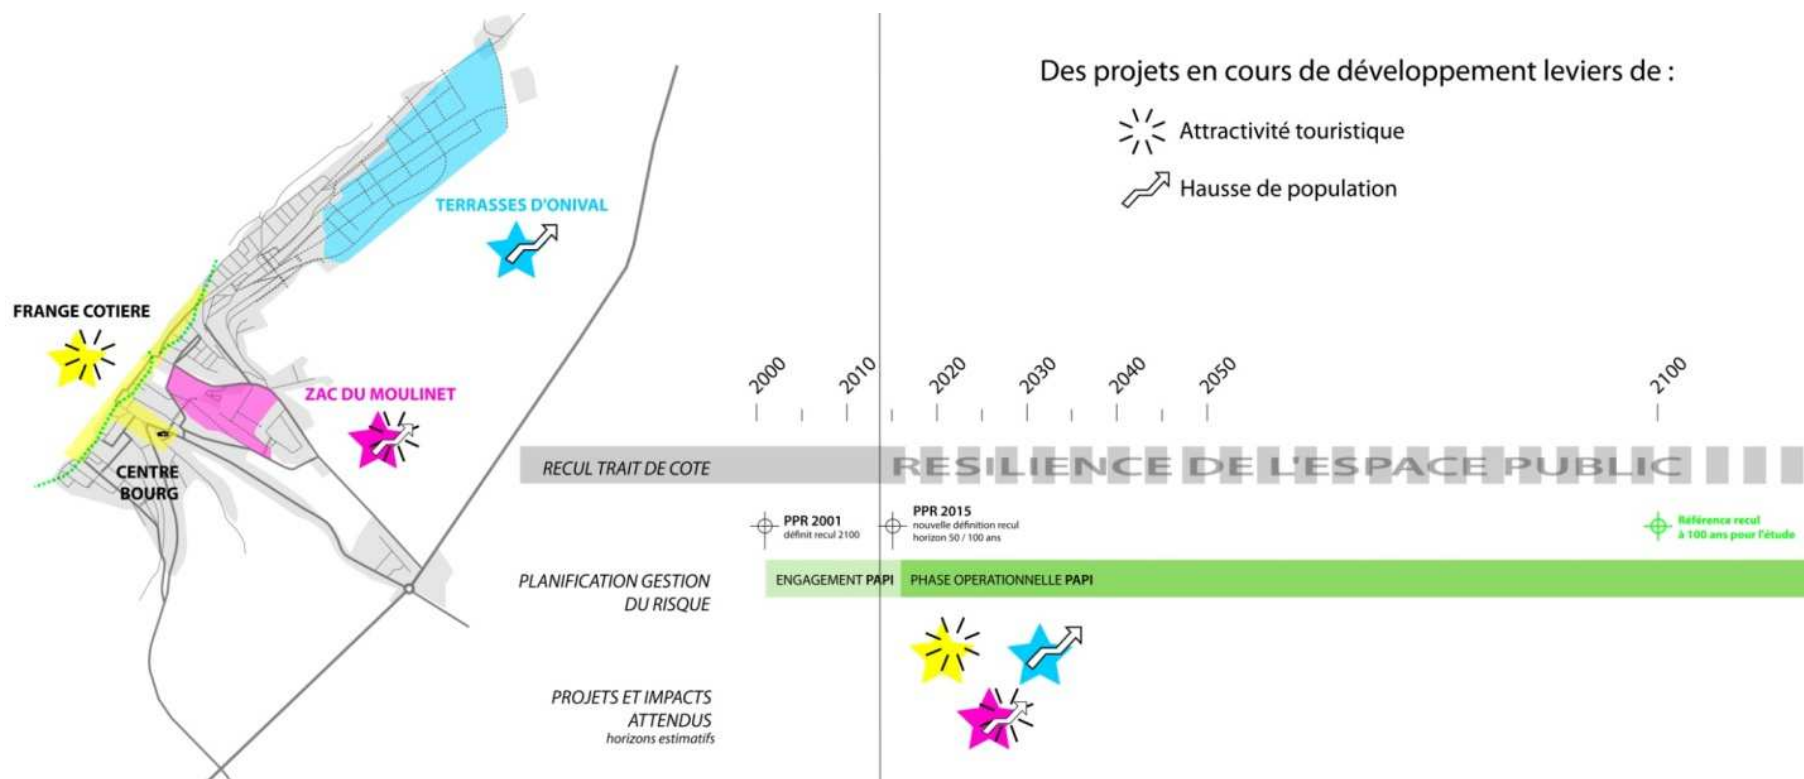 Des projets en cours de développement leviers de :
Attractivité touristique
Hausse de population
TERRASSES D'ONIVAL
FRANGE COTIERE
ZAC DU MOULINET
CENTRE
BOURG
2000
2010
2020
2030
2040
2050
2100
RECUL TRAIT DE COTE
RESILIENCE DE L'ESPACE PUBLIC
PPR 2001
définit recul 2100
PPR 2015
nouvelle définition recul
horizon 50 / 100 ans
Référence recul
à 100 ans pour l'étude
PLANIFICATION GESTION
DU RISQUE
ENGAGEMENT PAPI
PHASE OPERATIONNELLE PAPI
PROJETS ET IMPACTS
ATTENDUS
horizons estimatifs